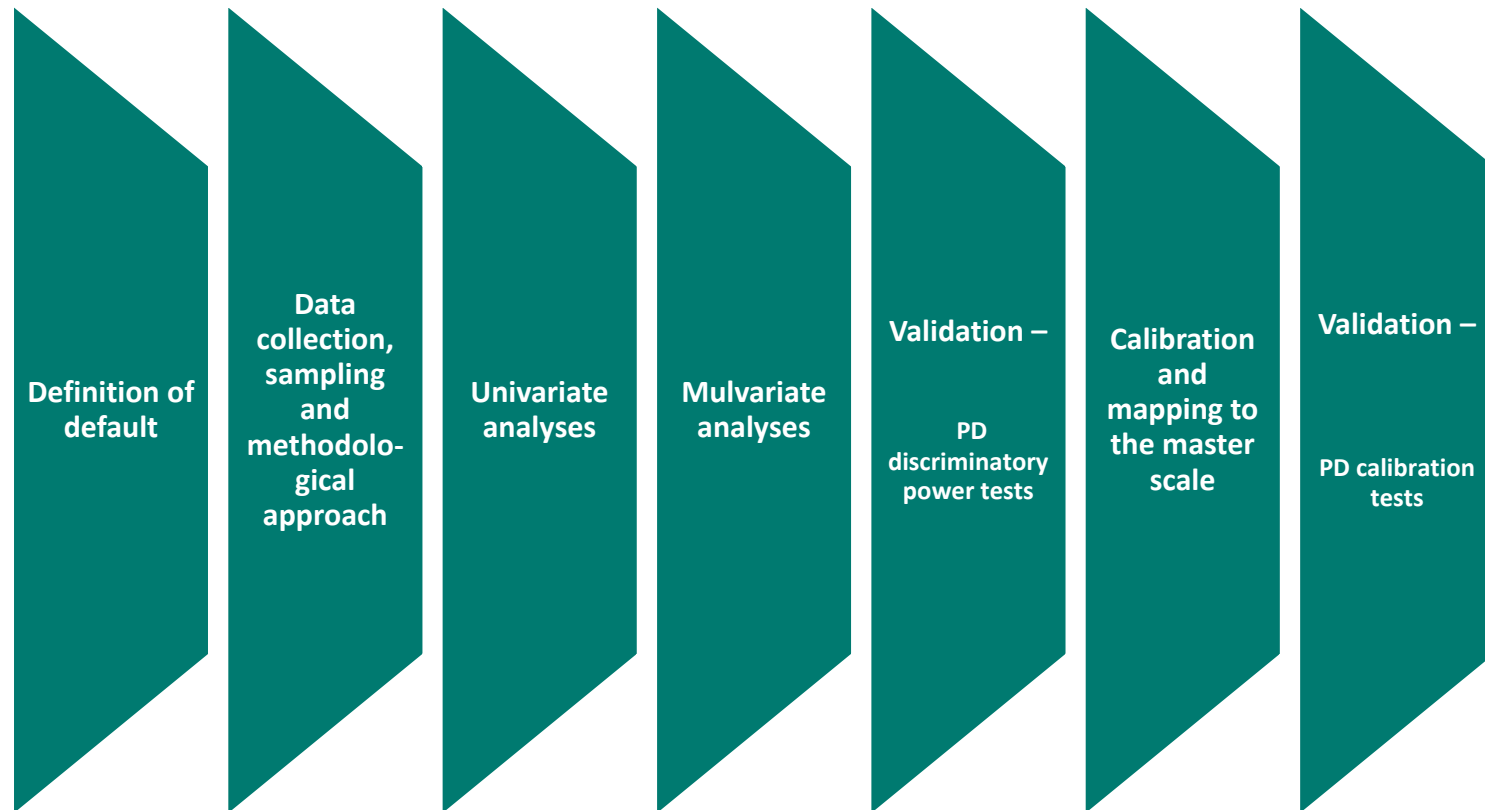 Definition of
default
Data
collection,
sampling
and
methodolo-
gical
approach
Univariate
analyses
Mulvariate
analyses
Validation –
PD
discriminatory
power tests
Calibration
and
mapping to
the master
scale
Validation –
PD calibration
tests